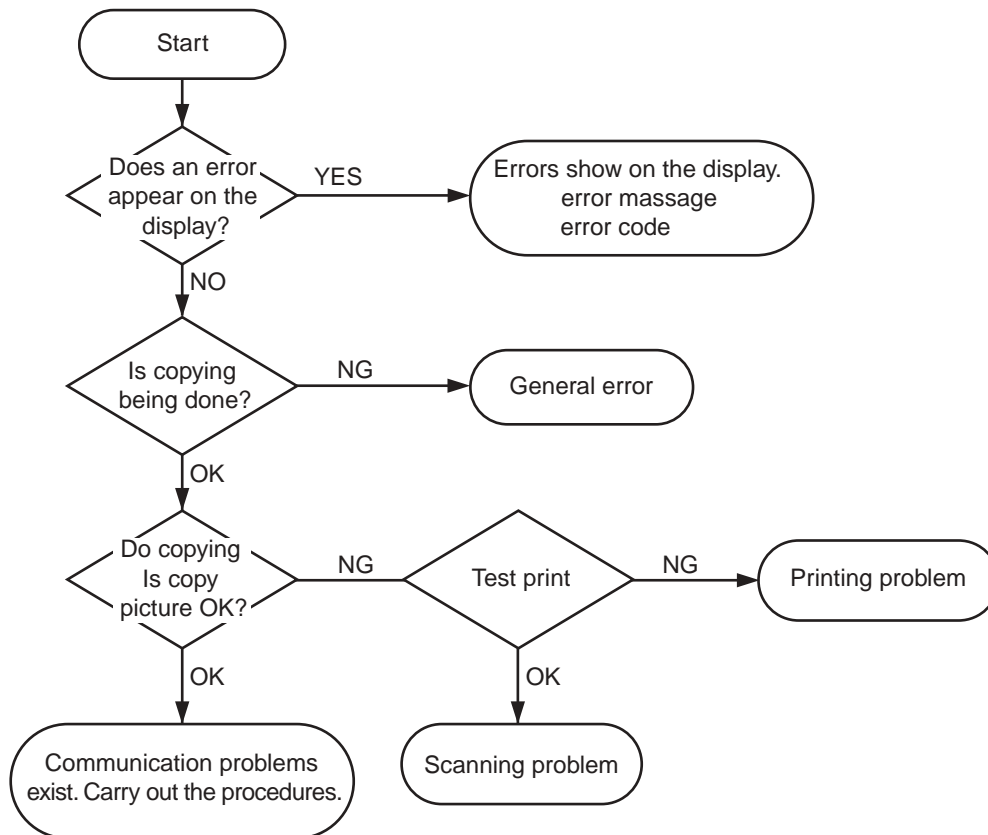 Start
Does an error
appear on the
display?
YES
Errors show on the display.
error massage
error code
NO
Is copying
being done?
NG
General error
OK
Do copying
Is copy
picture OK?
NG
Test print
NG
Printing problem
OK
OK
Communication problems
exist. Carry out the procedures.
Scanning problem